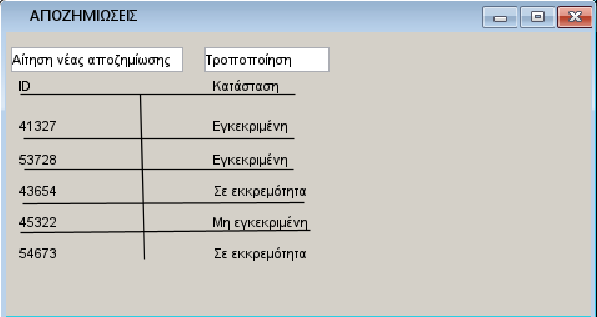 ΑΠΟΖΗΜΙΩΣΕΙΣ
Αίτηση νέας αποζημίωσης Τροποποίηση
ID Κατάσταση
41327 Εγκεκριμένη
53728 Εγκεκριμένη
43654 Σε εκκρεμότητα
45322 Μη εγκεκριμένη
54673 Σε εκκρεμότητα